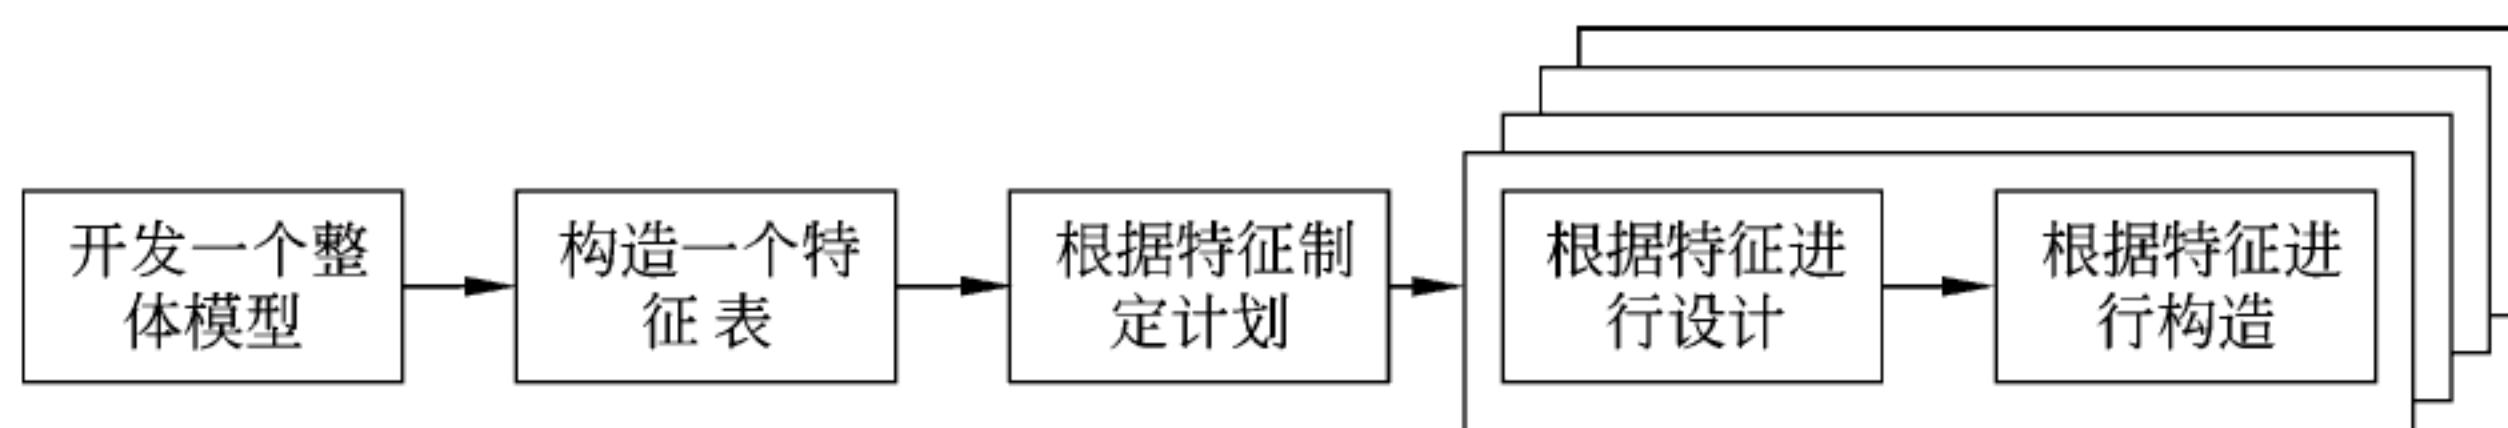 开发一个整
体模型
构造一个特
征 表
根据特征制
定计划
根据特征进
行设计
根据特征进
行构造